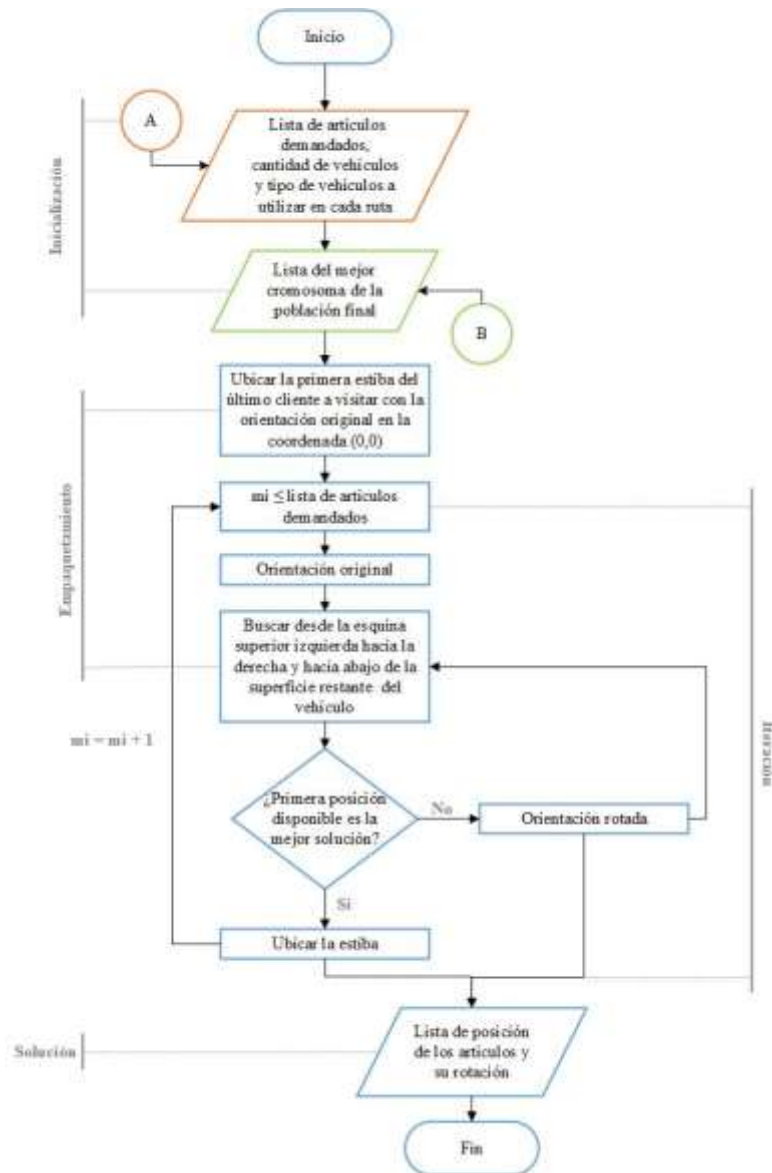 Inicio
A
Lista de artículos
demandados,
cantidad de vehículos
y tipo de vehículos a
utilizar en cada ruta
Inicialización
Lista del mejor
cromosoma de la
población final
B
Ubicar la primera estiba del
último cliente a visitar con la
orientación original en la
coordenada (0,0)
Empaquetamiento
mi ≤ lista de artículos
demandados
Orientación original
Buscar desde la esquina
superior izquierda hacia la
derecha y hacia abajo de la
superficie restante del
vehículo
mi = mi + 1
Iteración
¿Primera posición
disponible es la
mejor solución?
No
Orientación rotada
Si
Ubicar la estiba
Lista de posición
de los artículos y
su rotación
Solución
Fin